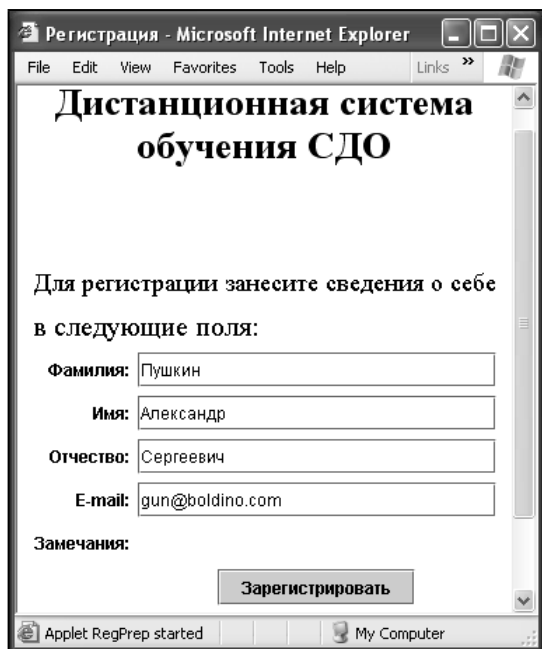 Регистрация - Microsoft Internet Explorer
File Edit View Favorites Tools Help Links »
Дистанционная система
обучения СДО
Для регистрации занесите сведения о себе
в следующие поля:
Фамилия: Пушкин
Имя: Александр
Отчество: Сергеевич
E-mail: gun@boldino.com
Замечания:
Зарегистрировать
Applet RegPrep started My Computer